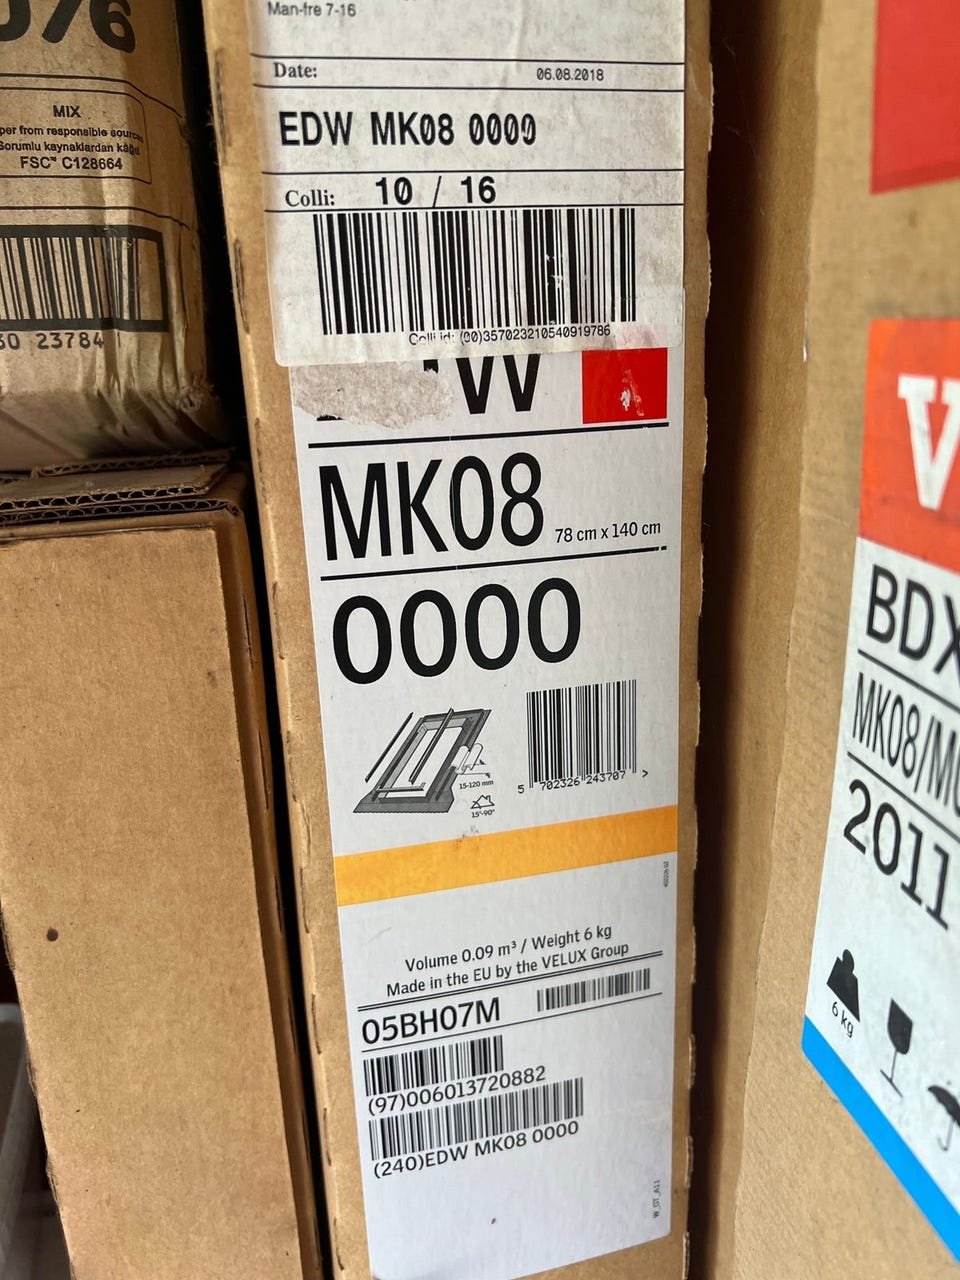 Man-fre 7-16
Date: 06.08.2018
EDW MK08 0000
Colli: 10 / 16
Colli id: (00)357023210540919786
W
MK08 78 cm x 140 cm
0000
15-120 mm
15°-90°
5 702326 243707 >
Volume 0.09 m³ / Weight 6 kg
Made in the EU by the VELUX Group
05BH07M
(97)006013720882
(240)EDW MK08 0000
W_GT_A11
MIX
FSC™ C128664
Sorumlu kaynaklardan kâğıt
per from responsible sources
23784
V
BDX
MK08/M
2011
6 kg